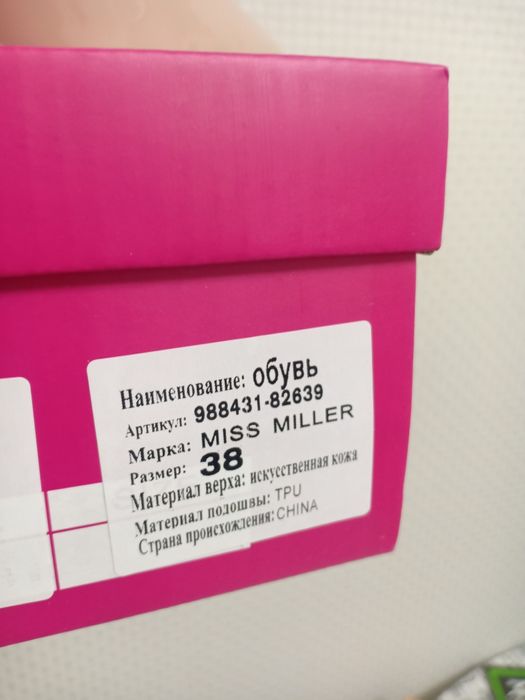 Наименование: обувь
Артикул: 988431-82639
Марка: MISS MILLER
Размер: 38
Материал верха: искусственная кожа
Материал подошвы: TPU
Страна происхождения: CHINA